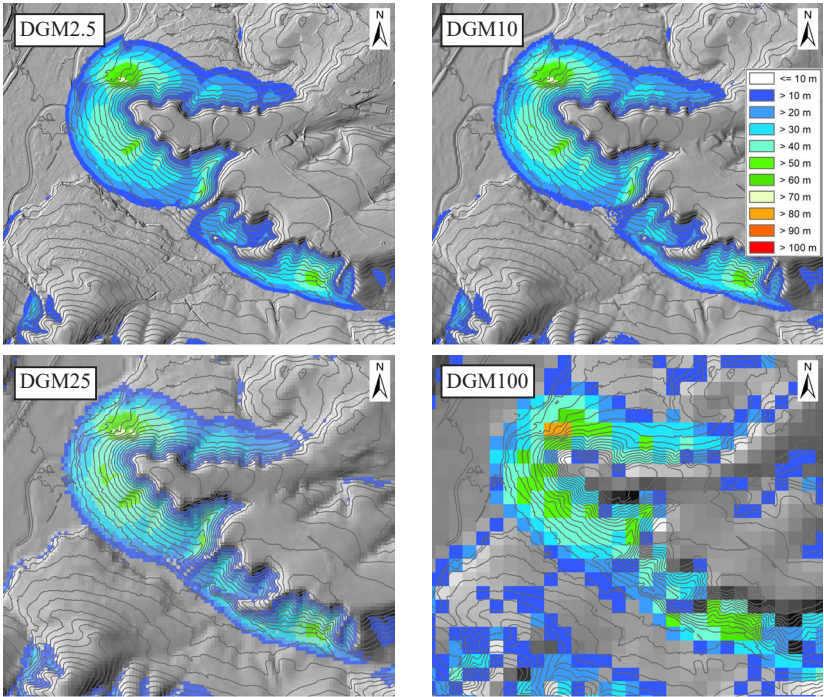 DGM2.5
N
DGM10
N
<= 10 m
> 10 m
> 20 m
> 30 m
> 40 m
> 50 m
> 60 m
> 70 m
> 80 m
> 90 m
> 100 m
DGM25
N
DGM100
N